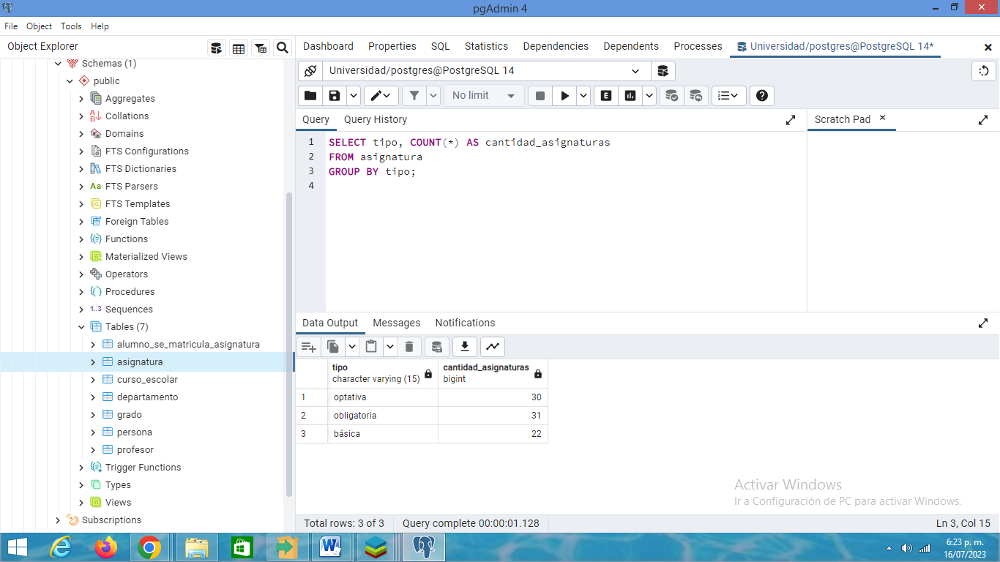 pgAdmin 4
File Object Tools Help
Object Explorer
Dashboard Properties SQL Statistics Dependencies Dependents Processes Universidad/postgres@PostgreSQL 14*
Universidad/postgres@PostgreSQL 14
No limit
E
Query Query History
Scratch Pad
1 SELECT tipo, COUNT(*) AS cantidad_asignaturas
2 FROM asignatura
3 GROUP BY tipo;
4
Schemas (1)
public
Aggregates
Collations
Domains
FTS Configurations
FTS Dictionaries
Aa FTS Parsers
FTS Templates
Foreign Tables
Functions
Materialized Views
Operators
Procedures
1..3 Sequences
Tables (7)
alumno_se_matricula_asignatura
asignatura
curso_escolar
departamento
grado
persona
profesor
Trigger Functions
Types
Views
Subscriptions
Data Output Messages Notifications
tipo cantidad_asignaturas
character varying (15) bigint
1 optativa 30
2 obligatoria 31
3 básica 22
Activar Windows
Ir a Configuración de PC para activar Windows.
Total rows: 3 of 3 Query complete 00:00:01.128 Ln 3, Col 15
6:23 p. m.
16/07/2023